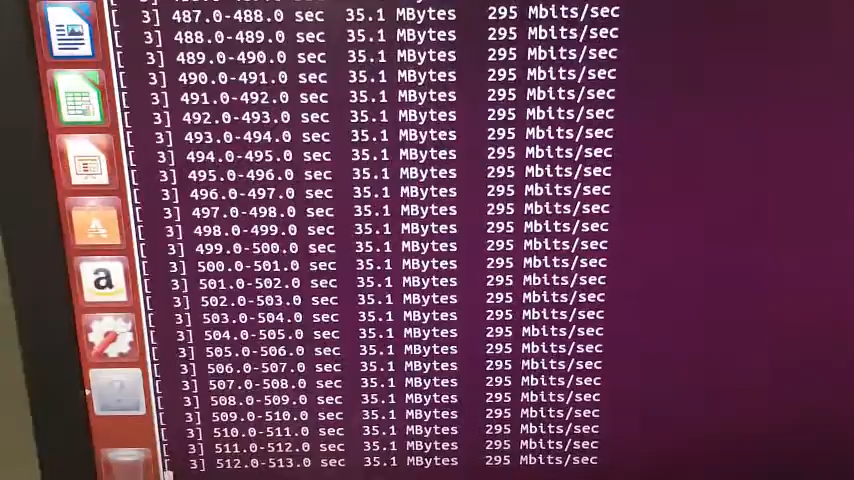 [ 3] 487.0-488.0 sec 35.1 MBytes 295 Mbits/sec
[ 3] 488.0-489.0 sec 35.1 MBytes 295 Mbits/sec
[ 3] 489.0-490.0 sec 35.1 MBytes 295 Mbits/sec
[ 3] 490.0-491.0 sec 35.1 MBytes 295 Mbits/sec
[ 3] 491.0-492.0 sec 35.1 MBytes 295 Mbits/sec
[ 3] 492.0-493.0 sec 35.1 MBytes 295 Mbits/sec
[ 3] 493.0-494.0 sec 35.1 MBytes 295 Mbits/sec
[ 3] 494.0-495.0 sec 35.1 MBytes 295 Mbits/sec
[ 3] 495.0-496.0 sec 35.1 MBytes 295 Mbits/sec
[ 3] 496.0-497.0 sec 35.1 MBytes 295 Mbits/sec
[ 3] 497.0-498.0 sec 35.1 MBytes 295 Mbits/sec
[ 3] 498.0-499.0 sec 35.1 MBytes 295 Mbits/sec
[ 3] 499.0-500.0 sec 35.1 MBytes 295 Mbits/sec
[ 3] 500.0-501.0 sec 35.1 MBytes 295 Mbits/sec
[ 3] 501.0-502.0 sec 35.1 MBytes 295 Mbits/sec
[ 3] 502.0-503.0 sec 35.1 MBytes 295 Mbits/sec
[ 3] 503.0-504.0 sec 35.1 MBytes 295 Mbits/sec
[ 3] 504.0-505.0 sec 35.1 MBytes 295 Mbits/sec
[ 3] 505.0-506.0 sec 35.1 MBytes 295 Mbits/sec
[ 3] 506.0-507.0 sec 35.1 MBytes 295 Mbits/sec
[ 3] 507.0-508.0 sec 35.1 MBytes 295 Mbits/sec
[ 3] 508.0-509.0 sec 35.1 MBytes 295 Mbits/sec
[ 3] 509.0-510.0 sec 35.1 MBytes 295 Mbits/sec
[ 3] 510.0-511.0 sec 35.1 MBytes 295 Mbits/sec
[ 3] 511.0-512.0 sec 35.1 MBytes 295 Mbits/sec
[ 3] 512.0-513.0 sec 35.1 MBytes 295 Mbits/sec
A
a
?